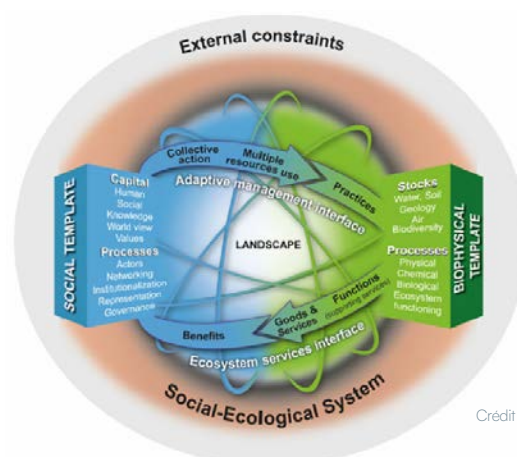 External constraints
Collective
action
Multiple
resources use
Practices
Adaptive management interface
SOCIAL TEMPLATE
Capital
Human
Social
Knowledge
World view
Values
Processes
Actors
Networking
Institutionalization
Representation
Governance
LANDSCAPE
Stocks
Water, Soil
Geology
Air
Biodiversity
Processes
Physical
Chemical
Biological
Ecosystem
functioning
BIOPHYSICAL
TEMPLATE
Benefits
Goods &
Services
Functions
(supporting services)
Ecosystem services interface
Social-Ecological System
Crédit